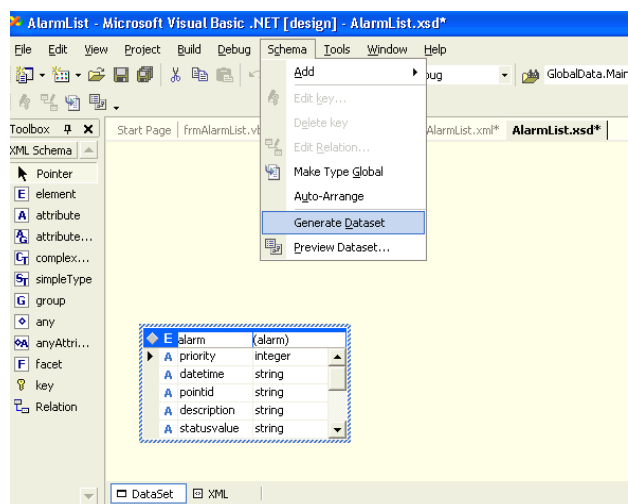 AlarmList - Microsoft Visual Basic .NET [design] - AlarmList.xsd*
File Edit View Project Build Debug Schema Tools Window Help
bug GlobalData.Main
Add
Edit key...
Delete key
Edit Relation...
Make Type Global
Auto-Arrange
Generate Dataset
Preview Dataset...
Toolbox
XML Schema
Pointer
E element
A attribute
attribute...
CT complex...
ST simpleType
G group
any
anyAttri...
F facet
key
Relation
Start Page frmAlarmList.vb AlarmList.xml* AlarmList.xsd*
E alarm (alarm)
A priority integer
A datetime string
A pointid string
A description string
A statusvalue string
DataSet XML